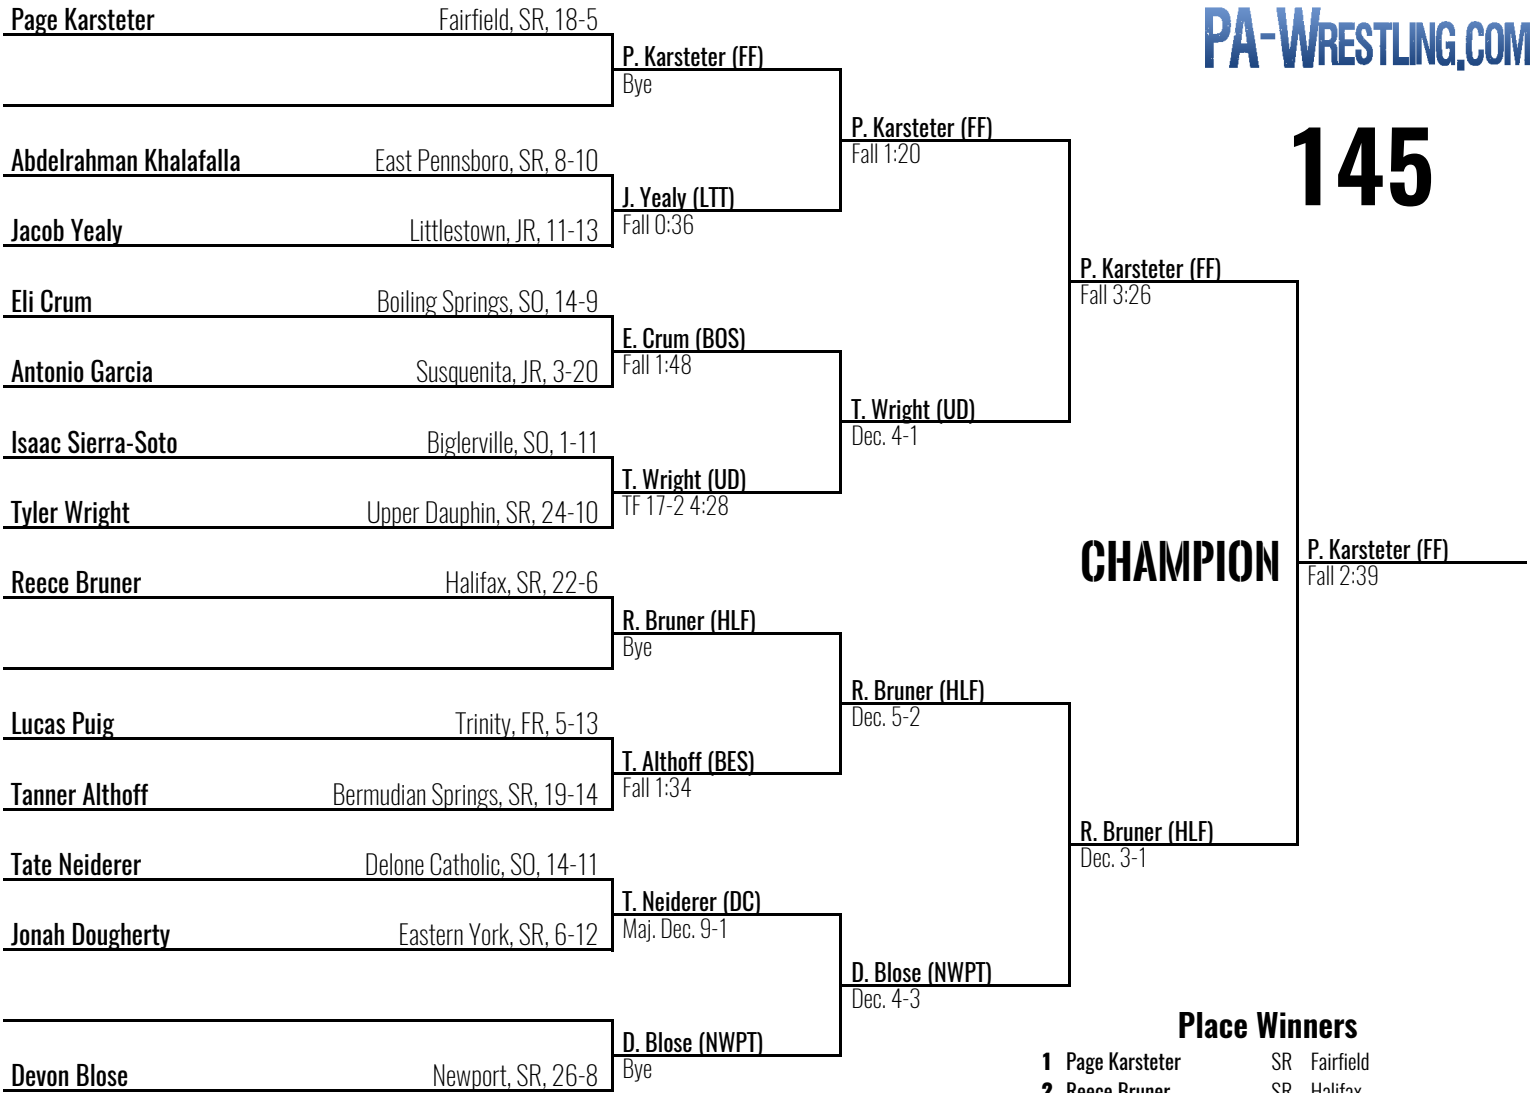 PA-WRESTLING.COM
145
Page Karsteter Fairfield, SR, 18-5
P. Karsteter (FF)
Bye
Abdelrahman Khalafalla East Pennsboro, SR, 8-10
Jacob Yealy Littlestown, JR, 11-13
J. Yealy (LTT)
Fall 0:36
P. Karsteter (FF)
Fall 1:20
Eli Crum Boiling Springs, SO, 14-9
Antonio Garcia Susquenita, JR, 3-20
E. Crum (BOS)
Fall 1:48
Isaac Sierra-Soto Biglerville, SO, 1-11
Tyler Wright Upper Dauphin, SR, 24-10
T. Wright (UD)
TF 17-2 4:28
T. Wright (UD)
Dec. 4-1
P. Karsteter (FF)
Fall 3:26
Reece Bruner Halifax, SR, 22-6
R. Bruner (HLF)
Bye
Lucas Puig Trinity, FR, 5-13
Tanner Althoff Bermudian Springs, SR, 19-14
T. Althoff (BES)
Fall 1:34
R. Bruner (HLF)
Dec. 5-2
Tate Neiderer Delone Catholic, SO, 14-11
Jonah Dougherty Eastern York, SR, 6-12
T. Neiderer (DC)
Maj. Dec. 9-1
Devon Blose Newport, SR, 26-8
D. Blose (NWPT)
Bye
D. Blose (NWPT)
Dec. 4-3
R. Bruner (HLF)
Dec. 3-1
CHAMPION
P. Karsteter (FF)
Fall 2:39
Place Winners
1 Page Karsteter SR Fairfield
2 Reece Bruner SR Halifax